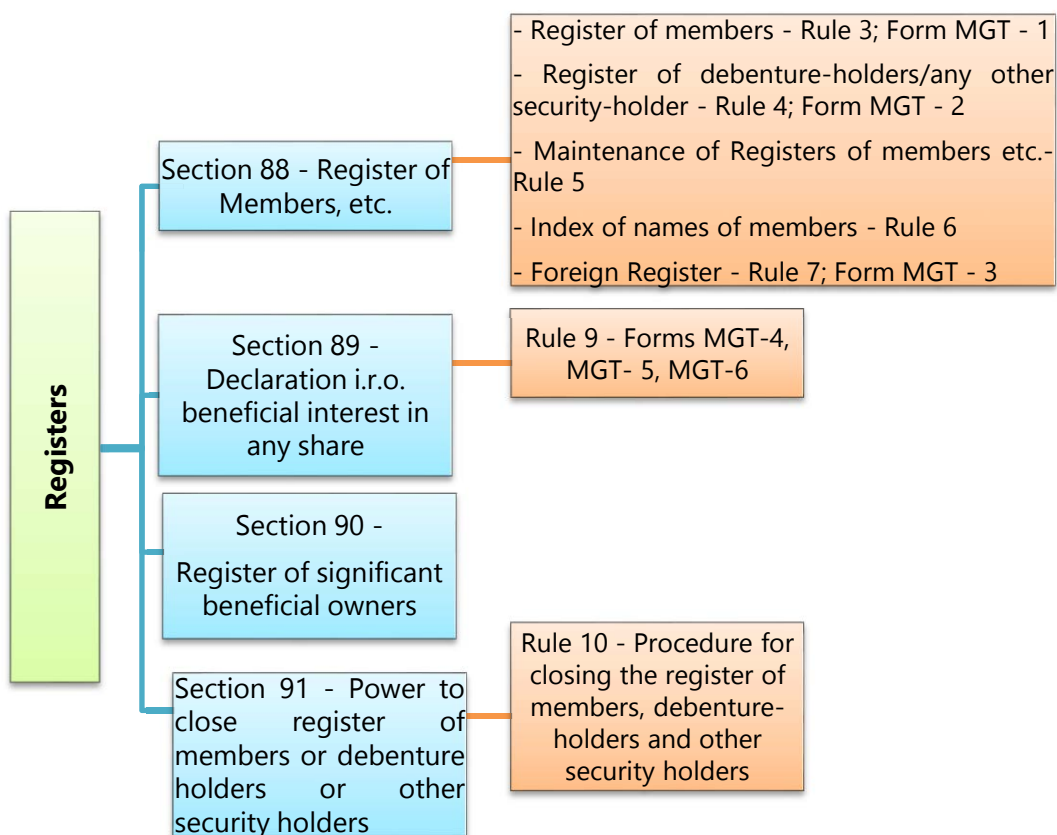 Registers
Section 88 - Register of
Members, etc.
- Register of members - Rule 3; Form MGT - 1
- Register of debenture-holders/any other
security-holder - Rule 4; Form MGT - 2
- Maintenance of Registers of members etc.-
Rule 5
- Index of names of members - Rule 6
- Foreign Register - Rule 7; Form MGT - 3
Section 89 -
Declaration i.r.o.
beneficial interest in
any share
Rule 9 - Forms MGT-4,
MGT- 5, MGT-6
Section 90 -
Register of significant
beneficial owners
Section 91 - Power to
close register of
members or debenture
holders or other
security holders
Rule 10 - Procedure for
closing the register of
members, debenture-
holders and other
security holders